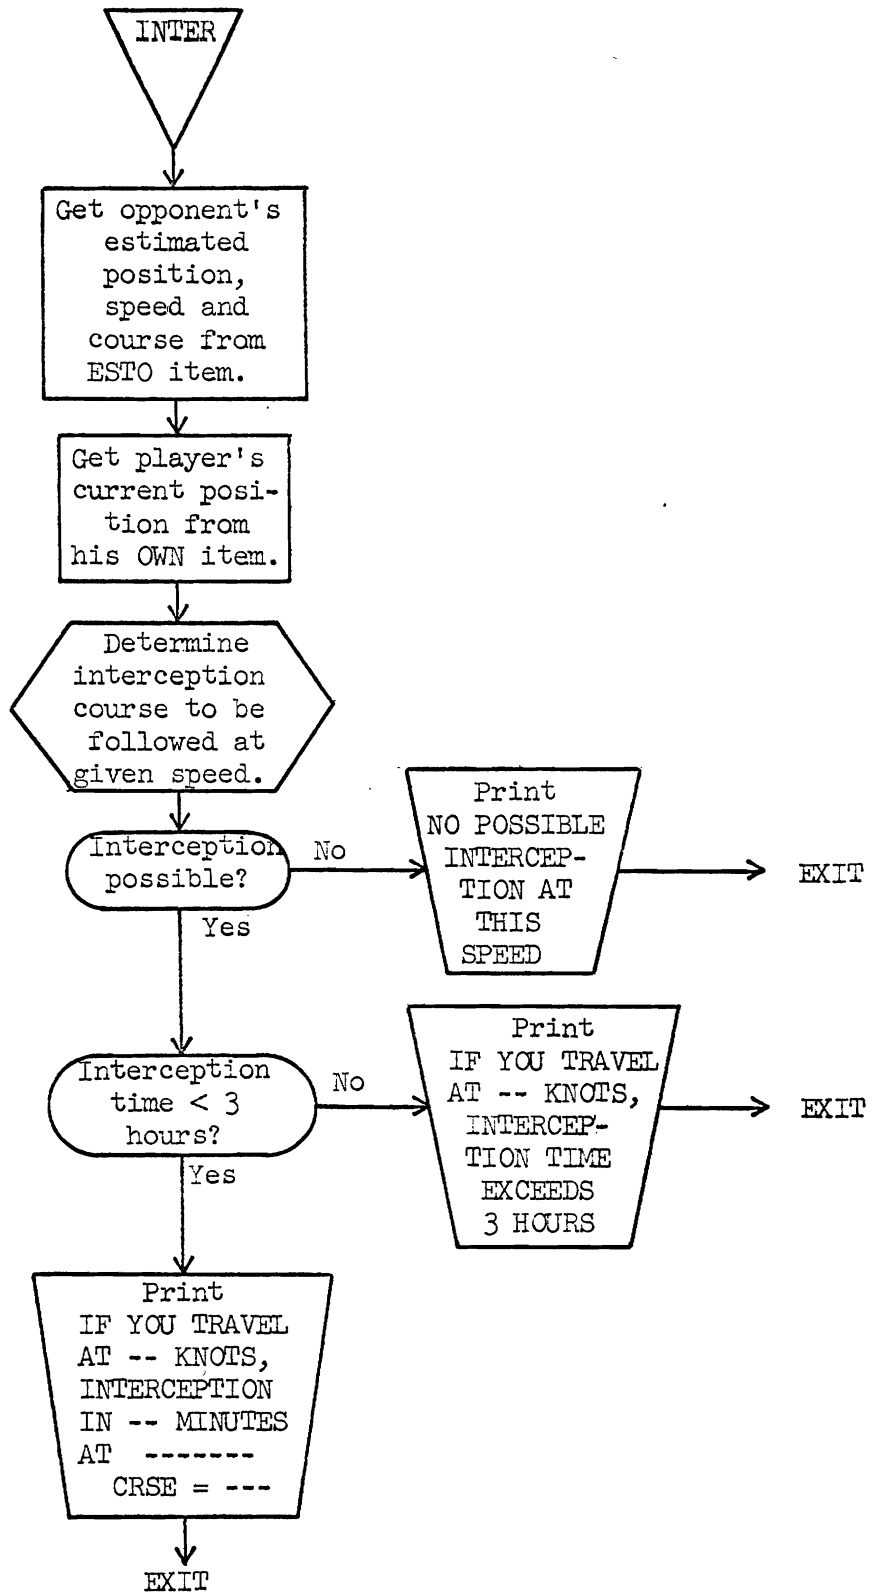 INTER
Get opponent's
estimated
position,
speed and
course from
ESTO item.
Get player's
current posi-
tion from
his OWN item.
Determine
interception
course to be
followed at
given speed.
Interception
possible?
No
Print
NO POSSIBLE
INTERCEP-
TION AT
THIS
SPEED
EXIT
Yes
Interception
time < 3
hours?
No
Print
IF YOU TRAVEL
AT -- KNOTS,
INTERCEP-
TION TIME
EXCEEDS
3 HOURS
EXIT
Yes
Print
IF YOU TRAVEL
AT -- KNOTS,
INTERCEPTION
IN -- MINUTES
AT -------
CRSE = ---
EXIT